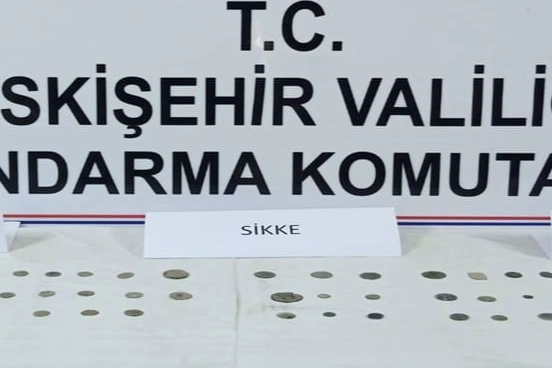 T.C.
SKİŞEHİR VALİLİĞ
NDARMA KOMUTA
SİKKE